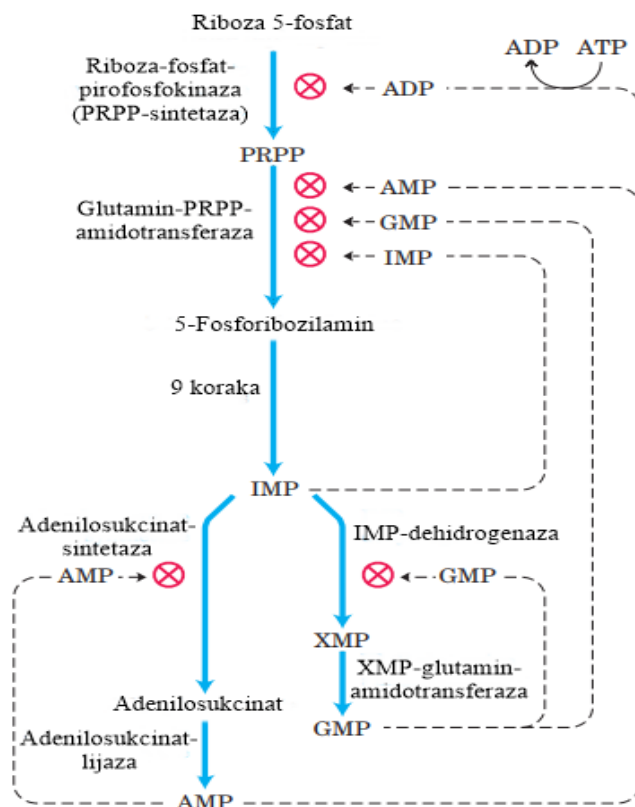 Riboza 5-fosfat
ADP ATP
Riboza-fosfat-
pirofosfokinaza
(PRPP-sintetaza)
ADP
PRPP
AMP
Glutamin-PRPP-
amidotransferaza
GMP
IMP
5-Fosforibozilamin
9 koraka
IMP
Adenilosukcinat-
sintetaza
IMP-dehidrogenaza
AMP
GMP
XMP
XMP-glutamin-
amidotransferaza
Adenilosukcinat
GMP
Adenilosukcinat-
lijaza
AMP